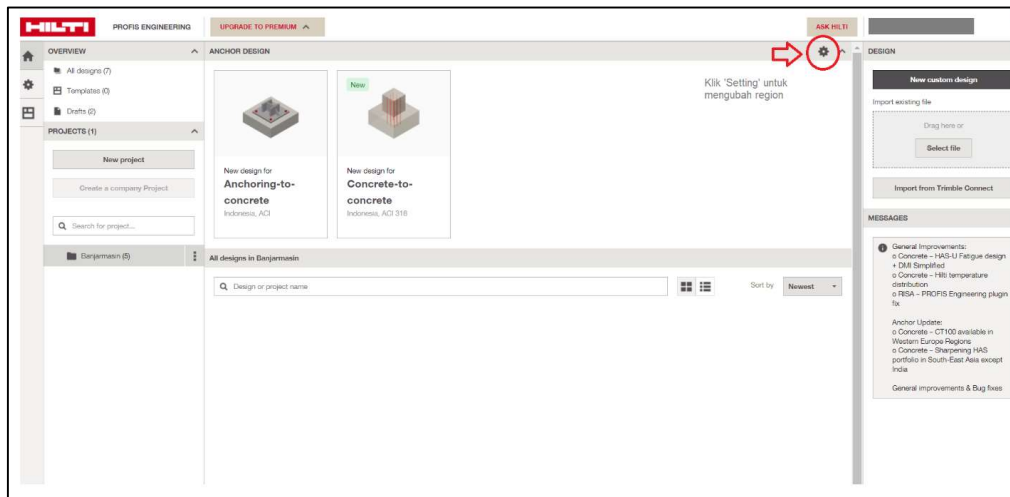 HILTI
PROFIS ENGINEERING
UPGRADE TO PREMIUM
ASK HILTI
OVERVIEW
All designs (7)
Templates (0)
Drafts (2)
PROJECTS (1)
New project
Create a company Project
Search for project...
Banjarmasin (5)
ANCHOR DESIGN
Klik 'Setting' untuk
mengubah region
New design for
Anchoring-to-
concrete
Indonesia, ACI
New
New design for
Concrete-to-
concrete
Indonesia, ACI 318
All designs in Banjarmasin
Design or project name
Sort by
Newest
DESIGN
New custom design
Import existing file
Drag here or
Select file
Import from Trimble Connect
MESSAGES
General Improvements:
o Concrete – HAS-U Fatigue design
+ DMI Simplified
o Concrete – Hilti temperature
distribution
o RISA – PROFIS Engineering plugin
fix
Anchor Update:
o Concrete – CT100 available in
Western Europe Regions
o Concrete – Sharpening HAS
portfolio in South-East Asia except
India
General improvements & Bug fixes